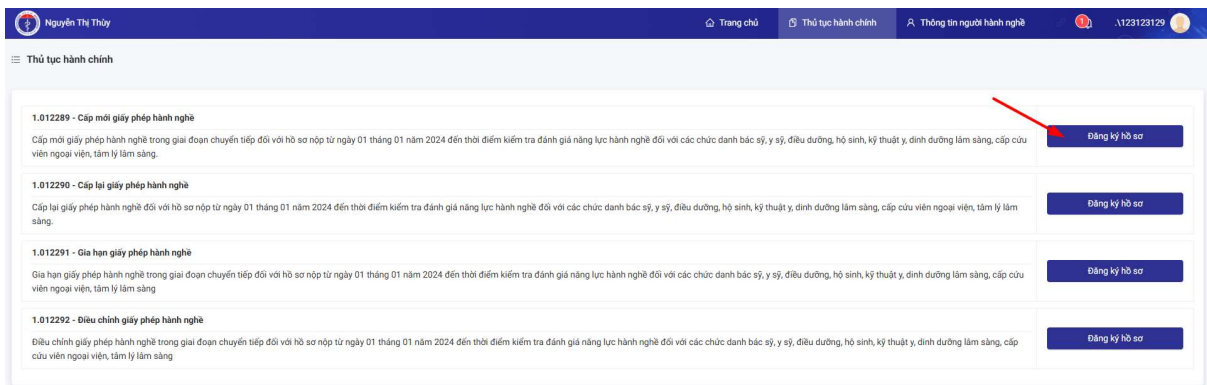 Nguyễn Thị Thùy
Trang chủ
Thủ tục hành chính
Thông tin người hành nghề
1
.\123123129
Thủ tục hành chính
1.012289 - Cấp mới giấy phép hành nghề
Cấp mới giấy phép hành nghề trong giai đoạn chuyển tiếp đối với hồ sơ nộp từ ngày 01 tháng 01 năm 2024 đến thời điểm kiểm tra đánh giá năng lực hành nghề đối với các chức danh bác sỹ, y sỹ, điều dưỡng, hộ sinh, kỹ thuật y, dinh dưỡng lâm sàng, cấp cứu
viên ngoại viện, tâm lý lâm sàng.
Đăng ký hồ sơ
1.012290 - Cấp lại giấy phép hành nghề
Cấp lại giấy phép hành nghề đối với hồ sơ nộp từ ngày 01 tháng 01 năm 2024 đến thời điểm kiểm tra đánh giá năng lực hành nghề đối với các chức danh bác sỹ, y sỹ, điều dưỡng, hộ sinh, kỹ thuật y, dinh dưỡng lâm sàng, cấp cứu viên ngoại viện, tâm lý lâm
sàng.
Đăng ký hồ sơ
1.012291 - Gia hạn giấy phép hành nghề
Gia hạn giấy phép hành nghề trong giai đoạn chuyển tiếp đối với hồ sơ nộp từ ngày 01 tháng 01 năm 2024 đến thời điểm kiểm tra đánh giá năng lực hành nghề đối với các chức danh bác sỹ, y sỹ, điều dưỡng, hộ sinh, kỹ thuật y, dinh dưỡng lâm sàng, cấp cứu
viên ngoại viện, tâm lý lâm sàng
Đăng ký hồ sơ
1.012292 - Điều chỉnh giấy phép hành nghề
Điều chỉnh giấy phép hành nghề trong giai đoạn chuyển tiếp đối với hồ sơ nộp từ ngày 01 tháng 01 năm 2024 đến thời điểm kiểm tra đánh giá năng lực hành nghề đối với các chức danh bác sỹ, y sỹ, điều dưỡng, hộ sinh, kỹ thuật y, dinh dưỡng lâm sàng, cấp
cứu viên ngoại viện, tâm lý lâm sàng
Đăng ký hồ sơ